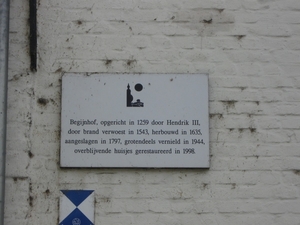 Begijnhof, opgericht in 1259 door Hendrik III,
door brand verwoest in 1543, herbouwd in 1635,
aangeslagen in 1797, grotendeels vernield in 1944,
overblijvende huisjes gerestaureerd in 1998.